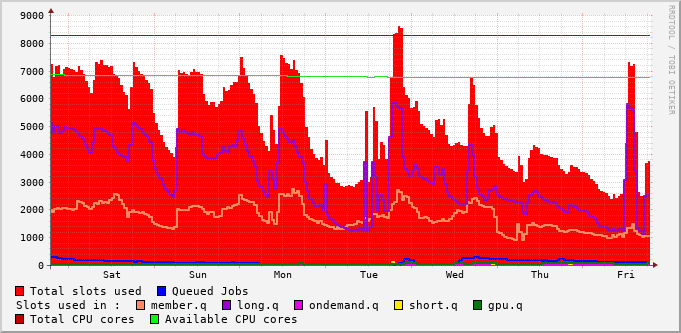 RRDTOOL / TOBI OETIKER
9000
8000
7000
6000
5000
4000
3000
2000
1000
0
Sat Sun Mon Tue Wed Thu Fri
Total slots used Queued Jobs
Slots used in : member.q long.q ondemand.q short.q gpu.q
Total CPU cores Available CPU cores